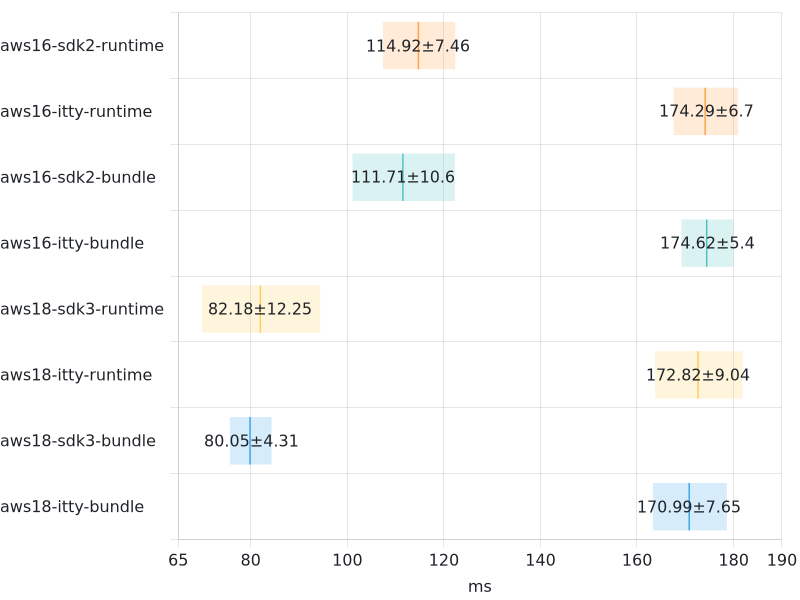 aws16-sdk2-runtime 114.92±7.46
aws16-itty-runtime 174.29±6.7
aws16-sdk2-bundle 111.71±10.6
aws16-itty-bundle 174.62±5.4
aws18-sdk3-runtime 82.18±12.25
aws18-itty-runtime 172.82±9.04
aws18-sdk3-bundle 80.05±4.31
aws18-itty-bundle 170.99±7.65
65 80 100 120 140 160 180 190
ms